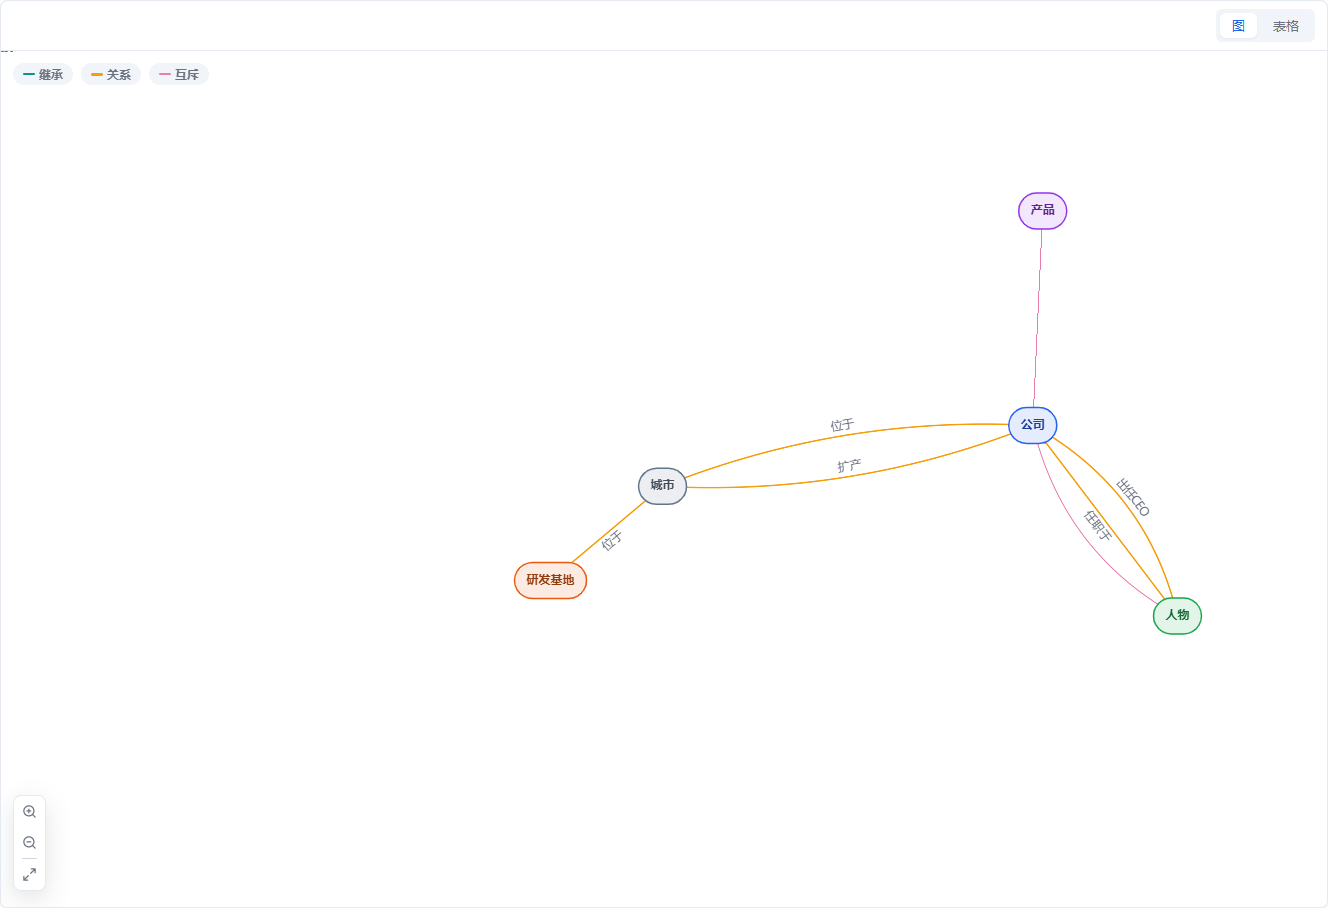 图 表格
继承 关系 互斥
产品
公司
位于
扩产
城市
出任CEO
任职于
位于
研发基地
人物